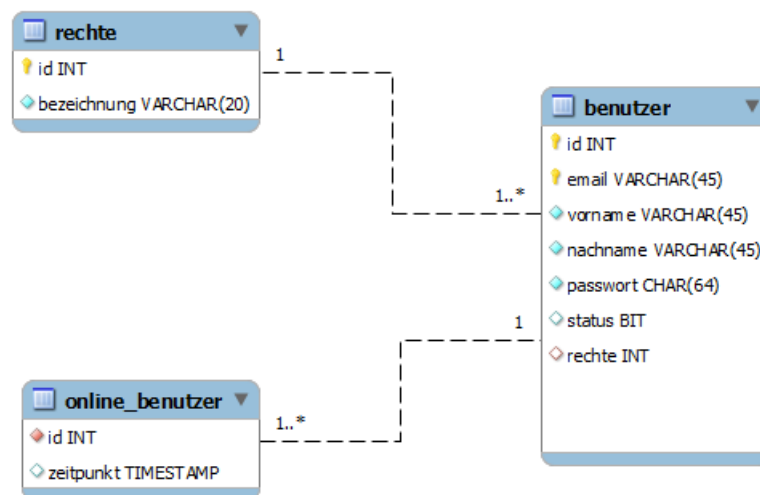 rechte
id INT
bezeichnung VARCHAR(20)
1
1..*
benutzer
id INT
email VARCHAR(45)
vorname VARCHAR(45)
nachname VARCHAR(45)
passwort CHAR(64)
status BIT
rechte INT
1
1..*
online_benutzer
id INT
zeitpunkt TIMESTAMP